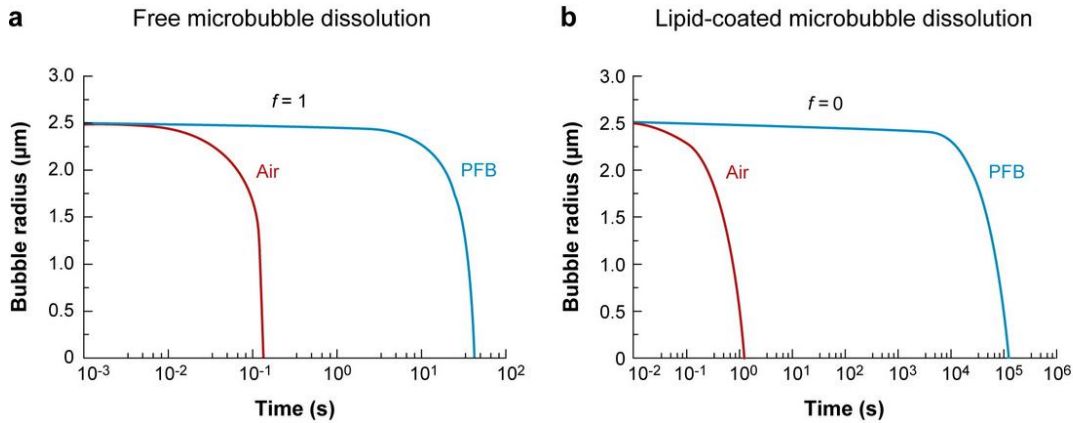 a Free microbubble dissolution
Bubble radius (μm)
3.0
2.5
2.0
1.5
1.0
0.5
0
f = 1
Air
PFB
10⁻³ 10⁻² 10⁻¹ 10⁰ 10¹ 10²
Time (s)
b Lipid-coated microbubble dissolution
Bubble radius (μm)
3.0
2.5
2.0
1.5
1.0
0.5
0
f = 0
Air
PFB
10⁻² 10⁻¹ 10⁰ 10¹ 10² 10³ 10⁴ 10⁵ 10⁶
Time (s)